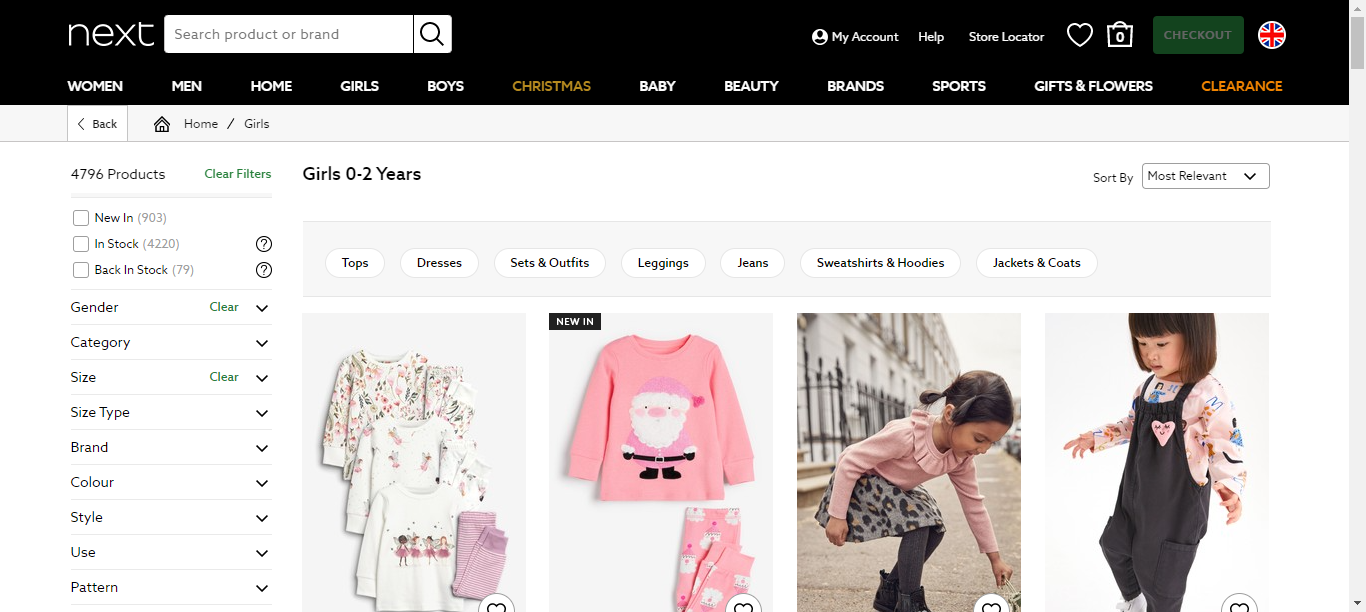 next
Search product or brand
My Account
Help
Store Locator
0
CHECKOUT
WOMEN
MEN
HOME
GIRLS
BOYS
CHRISTMAS
BABY
BEAUTY
BRANDS
SPORTS
GIFTS & FLOWERS
CLEARANCE
Back
Home / Girls
4796 Products
Clear Filters
New In (903)
In Stock (4220)
?
Back In Stock (79)
?
Gender
Clear
Category
Size
Clear
Size Type
Brand
Colour
Style
Use
Pattern
Girls 0-2 Years
Sort By
Most Relevant
Tops
Dresses
Sets & Outfits
Leggings
Jeans
Sweatshirts & Hoodies
Jackets & Coats
NEW IN